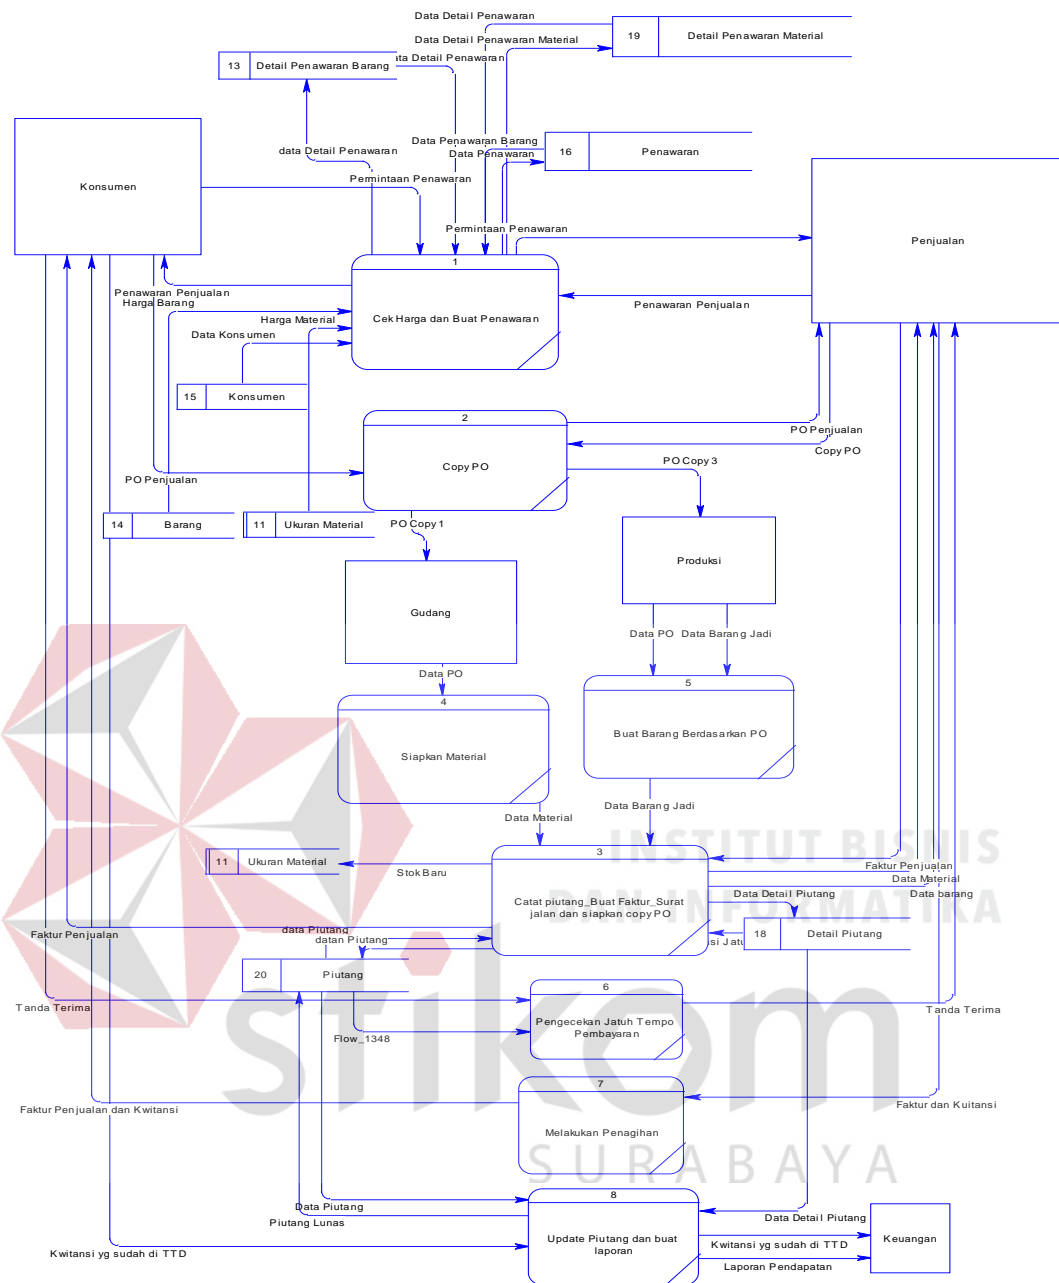 Data Detail Penawaran
19 Detail Penawaran Material
Data Detail Penawaran Material
13 Detail Penawaran Barang
ata Detail Penawaran
Data Penawaran Barang
16 Penawaran
data Detail Penawaran
Data Penawaran
Konsumen
Permintaan Penawaran
Permintaan Penawaran
Penjualan
1
Cek Harga dan Buat Penawaran
Penawaran Penjualan
Harga Barang
Penawaran Penjualan
Harga Material
Data Konsumen
15 Konsumen
2
Copy PO
PO Penjualan
Copy PO
PO Copy 3
PO Penjualan
14 Barang
11 Ukuran Material
PO Copy 1
Produksi
Gudang
Data PO
Data Barang Jadi
Data PO
5
4
Buat Barang Berdasarkan PO
Siapkan Material
Data Barang Jadi
Data Material
INSTITUT BISNIS
DAN INFORMATIKA
3
11 Ukuran Material
Stok Baru
Faktur Penjualan
Data Material
Data barang
Data Detail Piutang
Catat piutang_Buat Faktur_Surat
jalan dan siapkan copy PO
Faktur Penjualan
data Piutang
datan Piutang
18 Detail Piutang
si Jatu
20 Piutang
6
Tanda Terima
Tanda Terima
Pengecekan Jatuh Tempo
Pembayaran
Flow_1348
stikom
7
Faktur Penjualan dan Kwitansi
Faktur dan Kuitansi
Melakukan Penagihan
SURABAYA
8
Data Piutang
Piutang Lunas
Data Detail Piutang
Update Piutang dan buat
laporan
Kwitansi yg sudah di TTD
Keuangan
Kwitansi yg sudah di TTD
Laporan Pendapatan